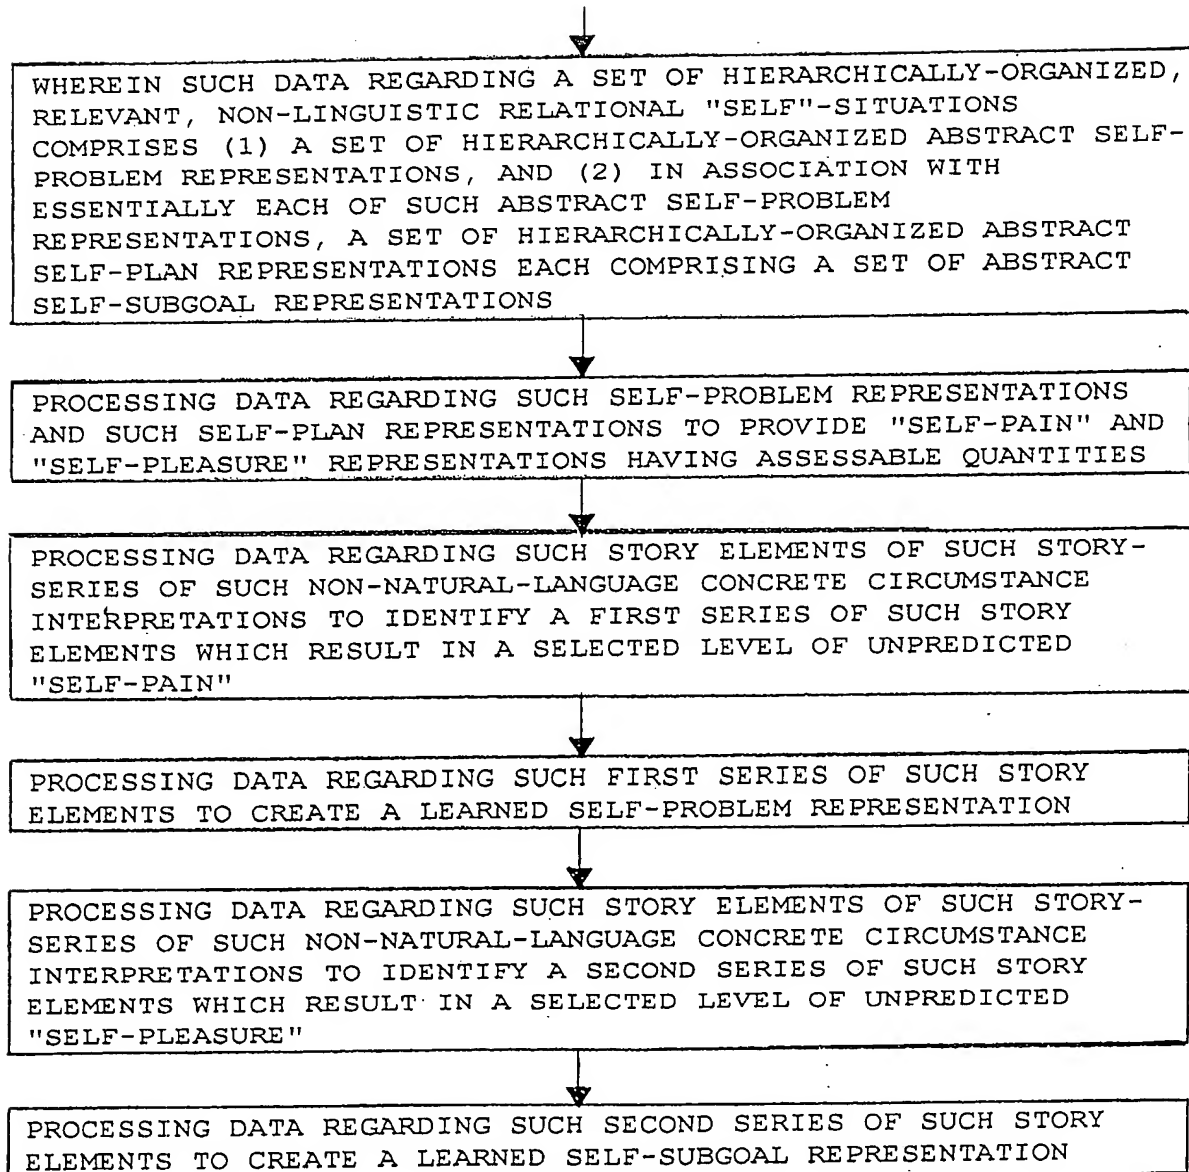 WHEREIN SUCH DATA REGARDING A SET OF HIERARCHICALLY-ORGANIZED,
RELEVANT, NON-LINGUISTIC RELATIONAL "SELF"-SITUATIONS
COMPRISES (1) A SET OF HIERARCHICALLY-ORGANIZED ABSTRACT SELF-
PROBLEM REPRESENTATIONS, AND (2) IN ASSOCIATION WITH
ESSENTIALLY EACH OF SUCH ABSTRACT SELF-PROBLEM
REPRESENTATIONS, A SET OF HIERARCHICALLY-ORGANIZED ABSTRACT
SELF-PLAN REPRESENTATIONS EACH COMPRISING A SET OF ABSTRACT
SELF-SUBGOAL REPRESENTATIONS
PROCESSING DATA REGARDING SUCH SELF-PROBLEM REPRESENTATIONS
AND SUCH SELF-PLAN REPRESENTATIONS TO PROVIDE "SELF-PAIN" AND
"SELF-PLEASURE" REPRESENTATIONS HAVING ASSESSABLE QUANTITIES
PROCESSING DATA REGARDING SUCH STORY ELEMENTS OF SUCH STORY-
SERIES OF SUCH NON-NATURAL-LANGUAGE CONCRETE CIRCUMSTANCE
INTERPRETATIONS TO IDENTIFY A FIRST SERIES OF SUCH STORY
ELEMENTS WHICH RESULT IN A SELECTED LEVEL OF UNPREDICTED
"SELF-PAIN"
PROCESSING DATA REGARDING SUCH FIRST SERIES OF SUCH STORY
ELEMENTS TO CREATE A LEARNED SELF-PROBLEM REPRESENTATION
PROCESSING DATA REGARDING SUCH STORY ELEMENTS OF SUCH STORY-
SERIES OF SUCH NON-NATURAL-LANGUAGE CONCRETE CIRCUMSTANCE
INTERPRETATIONS TO IDENTIFY A SECOND SERIES OF SUCH STORY
ELEMENTS WHICH RESULT IN A SELECTED LEVEL OF UNPREDICTED
"SELF-PLEASURE"
PROCESSING DATA REGARDING SUCH SECOND SERIES OF SUCH STORY
ELEMENTS TO CREATE A LEARNED SELF-SUBGOAL REPRESENTATION